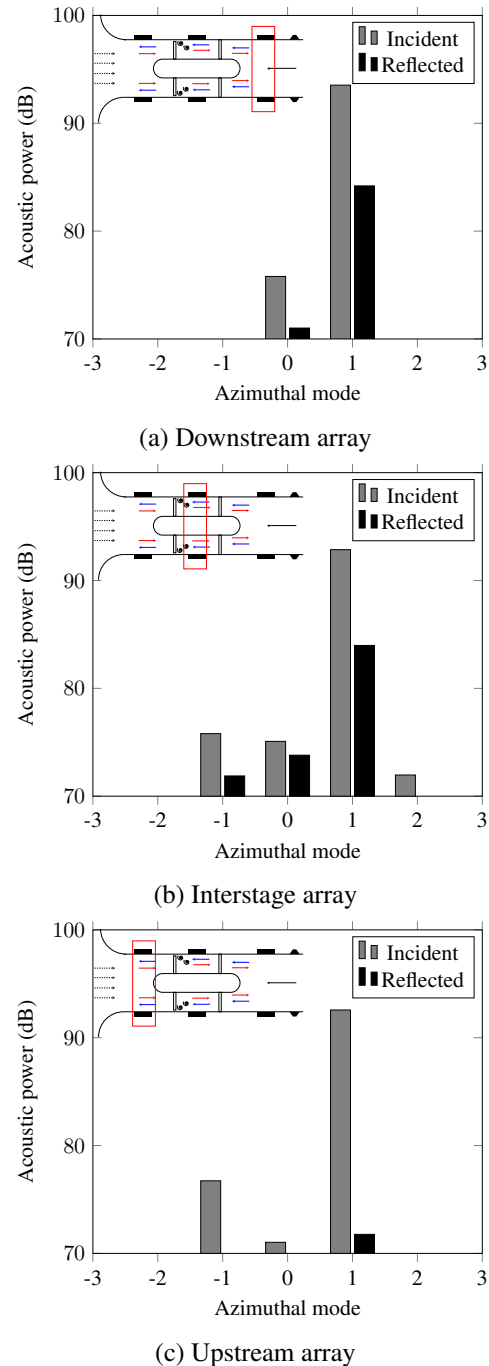 100
90
80
70
Acoustic power (dB)
Incident
Reflected
-3 -2 -1 0 1 2 3
Azimuthal mode
(a) Downstream array
100
90
80
70
Acoustic power (dB)
Incident
Reflected
-3 -2 -1 0 1 2 3
Azimuthal mode
(b) Interstage array
100
90
80
70
Acoustic power (dB)
Incident
Reflected
-3 -2 -1 0 1 2 3
Azimuthal mode
(c) Upstream array